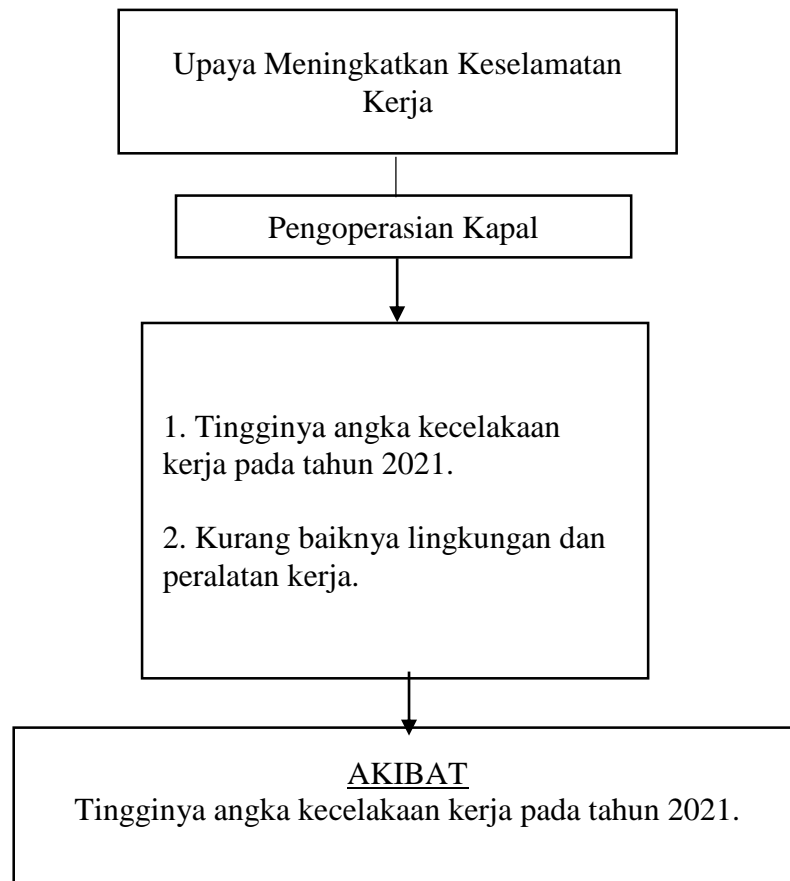 Upaya Meningkatkan Keselamatan
Kerja
Pengoperasian Kapal
1. Tingginya angka kecelakaan
kerja pada tahun 2021.
2. Kurang baiknya lingkungan dan
peralatan kerja.
AKIBAT
Tingginya angka kecelakaan kerja pada tahun 2021.